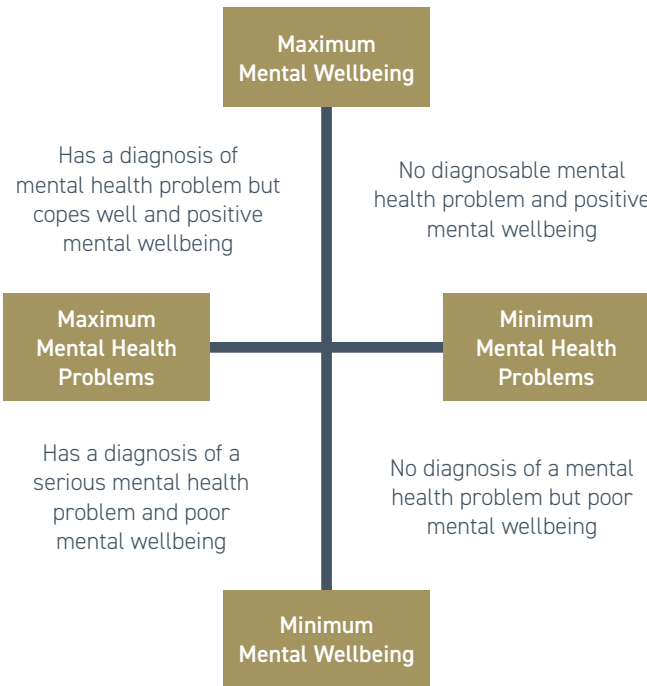 Maximum
Mental Wellbeing
Has a diagnosis of
mental health problem but
copes well and positive
mental wellbeing
No diagnosable mental
health problem and positive
mental wellbeing
Maximum
Mental Health
Problems
Minimum
Mental Health
Problems
Has a diagnosis of a
serious mental health
problem and poor
mental wellbeing
No diagnosis of a mental
health problem but poor
mental wellbeing
Minimum
Mental Wellbeing